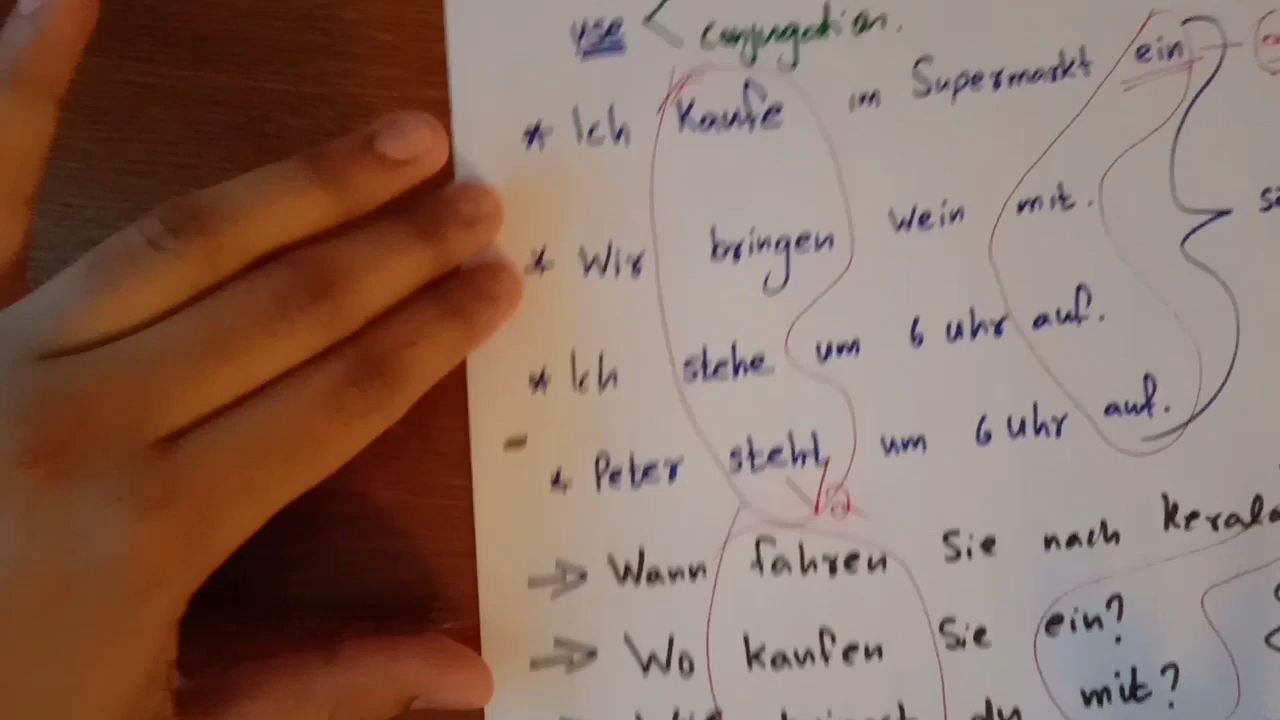 use < conjugation.
* Ich kaufe im Supermarkt ein
* Wir bringen Wein mit.
* Ich stehe um 6 uhr auf.
* Peter steht um 6 uhr auf.
⇒ Wann fahren Sie nach
⇒ Wo kaufen Sie ein?
du mit?